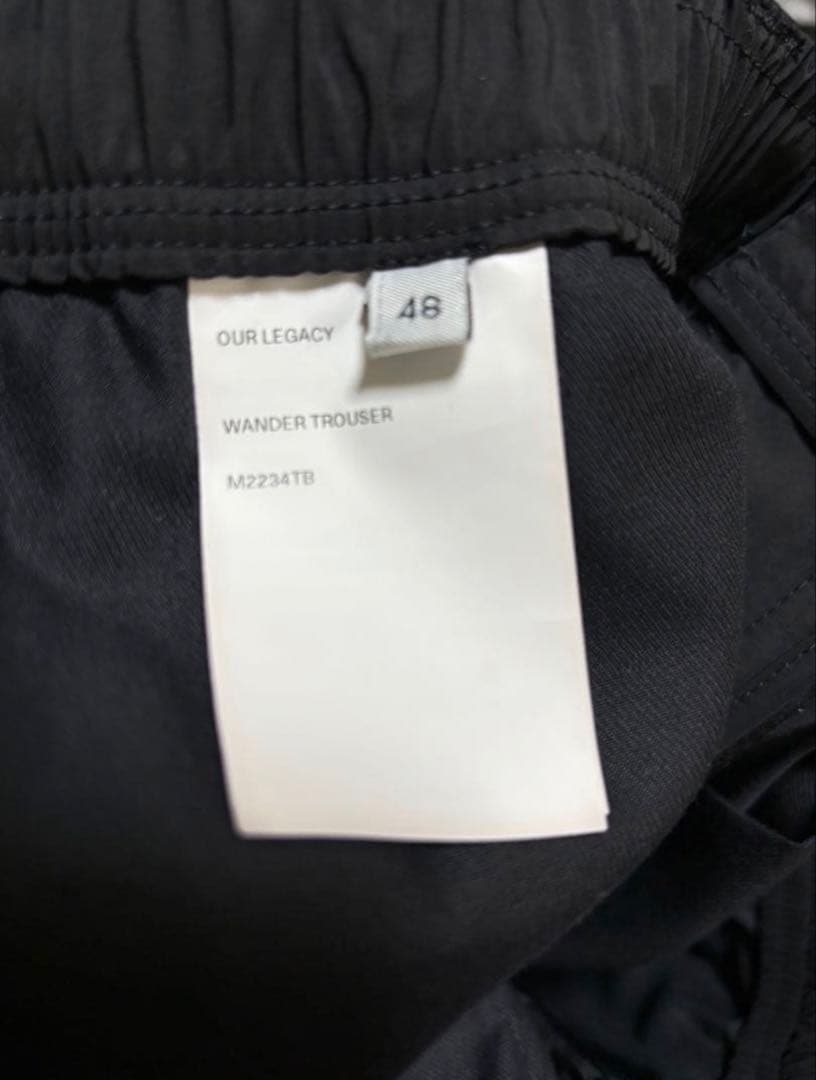 48
OUR LEGACY
WANDER TROUSER
M2234TB